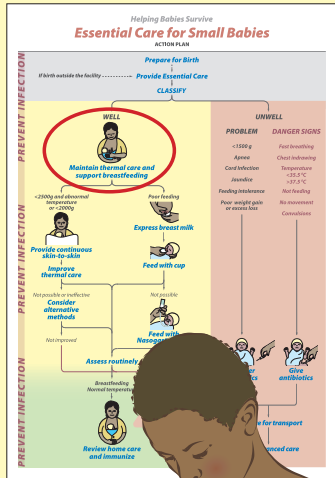 Helping Babies Survive
Essential Care for Small Babies
ACTION PLAN
Prepare for Birth
If birth outside the facility
Provide Essential Care
CLASSIFY
PREVENT INFECTION
WELL
UNWELL
PROBLEM
DANGER SIGNS
Maintain thermal care and
support breastfeeding
<1500 g
Apnea
Cord Infection
Jaundice
Feeding intolerance
Poor weight gain
or excess loss
Fast breathing
Chest indrawing
Temperature
<35.5°C
>37.5°C
Not feeding
No movement
Convulsions
PREVENT INFECTION
<2500g and abnormal
temperature
or <2000g
Poor feeding
Provide continuous
skin-to-skin
Express breast milk
Improve
thermal care
Feed with cup
Not possible or ineffective
Not possible
Consider
alternative
methods
Feed with
Not improved
Assess routinely
PREVENT INFECTION
Give
antibiotics
Breastfeeding
Normal
Review home care
and immunize
for transport
care